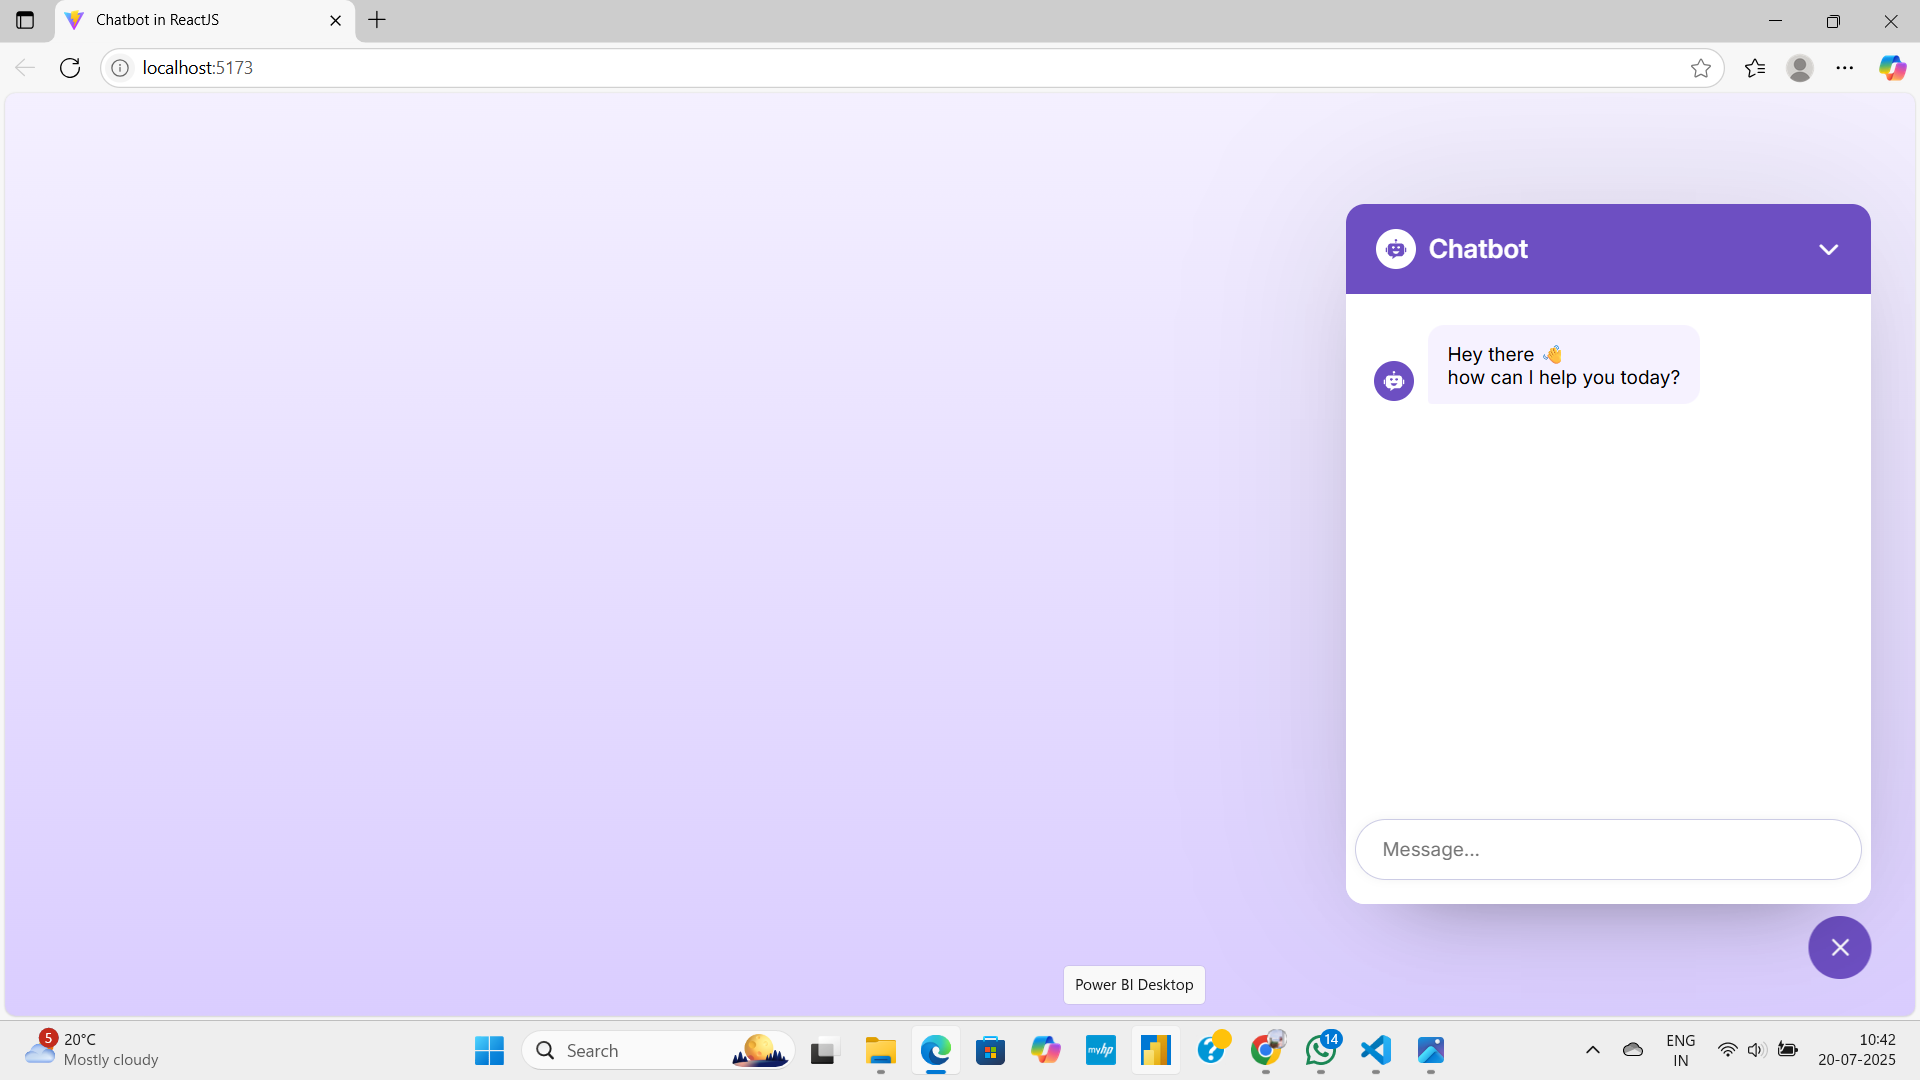 Chatbot in ReactJS
localhost:5173
Chatbot
Hey there 👋
how can I help you today?
Message...
Power BI Desktop
5
20°C
Mostly cloudy
Search
myhp
14
ENG
IN
10:42
20-07-2025